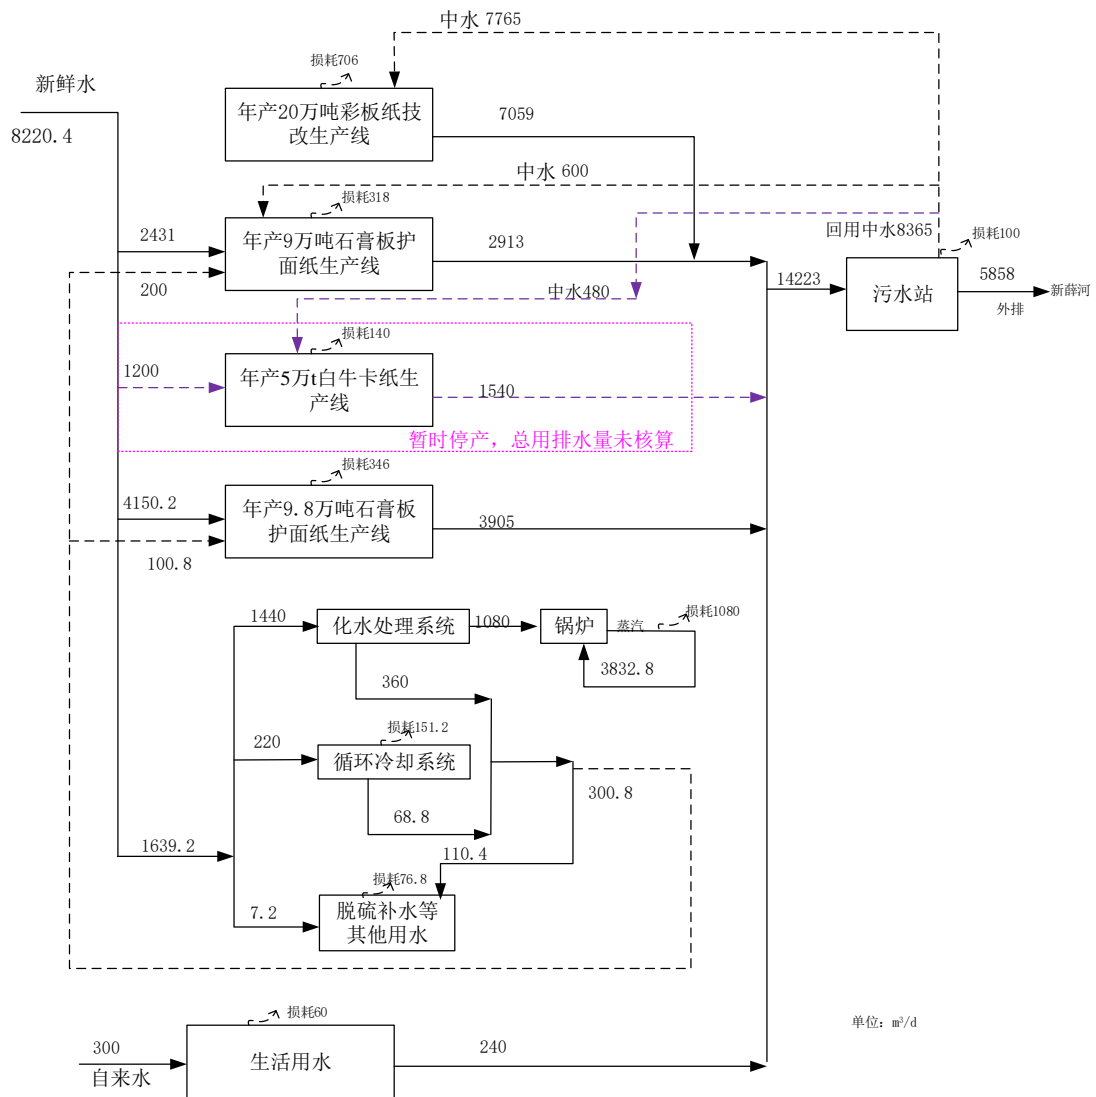 中水 7765
损耗706
新鲜水
8220.4
年产20万吨彩板纸技
改生产线
7059
中水 600
损耗318
2431
年产9万吨石膏板护
面纸生产线
2913
200
回用中水8365
损耗100
14223
污水站
5858
外排
新薛河
中水480
损耗140
1200
年产5万t白牛卡纸生
产线
1540
暂时停产，总用排水量未核算
损耗346
4150.2
年产9.8万吨石膏板
护面纸生产线
3905
100.8
1440
化水处理系统
1080
锅炉
蒸汽
损耗1080
3832.8
360
损耗151.2
220
循环冷却系统
300.8
68.8
1639.2
110.4
损耗76.8
7.2
脱硫补水等
其他用水
损耗60
单位：m³/d
300
自来水
生活用水
240